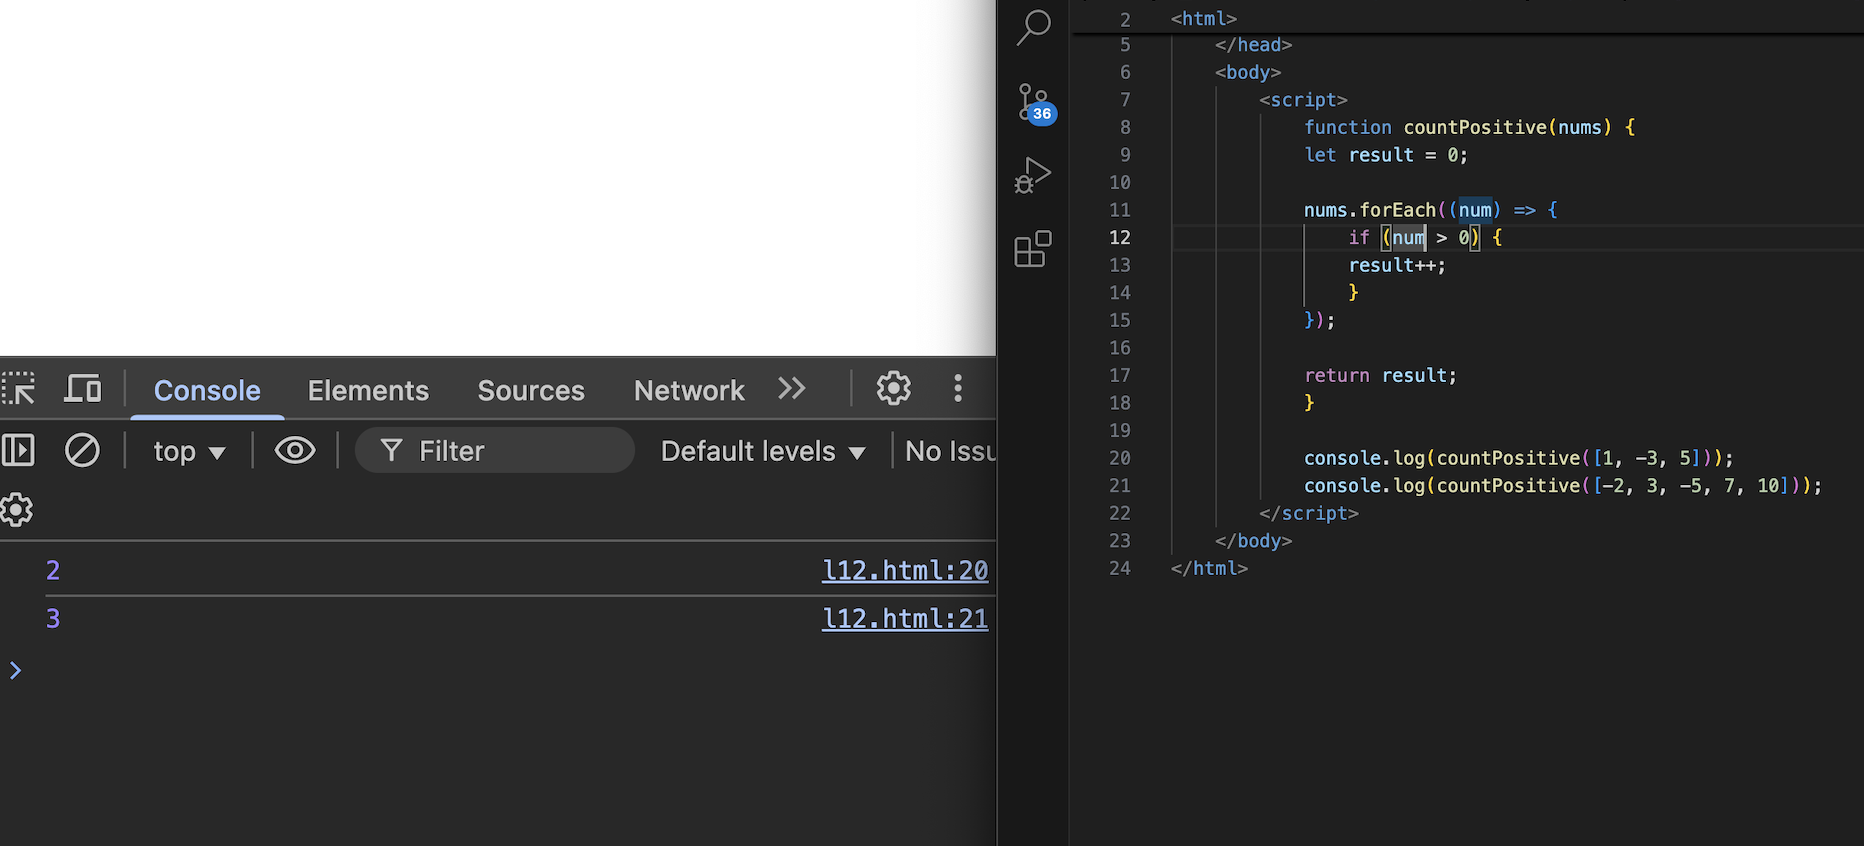 Console Elements Sources Network
top Filter Default levels No Issu
2 l12.html:20
3 l12.html:21
36
2 <html>
5 </head>
6 <body>
7 <script>
8 function countPositive(nums) {
9 let result = 0;
10
11 nums.forEach((num) => {
12 if (num > 0) {
13 result++;
14 }
15 });
16
17 return result;
18 }
19
20 console.log(countPositive([1, -3, 5]));
21 console.log(countPositive([-2, 3, -5, 7, 10]));
22 </script>
23 </body>
24 </html>